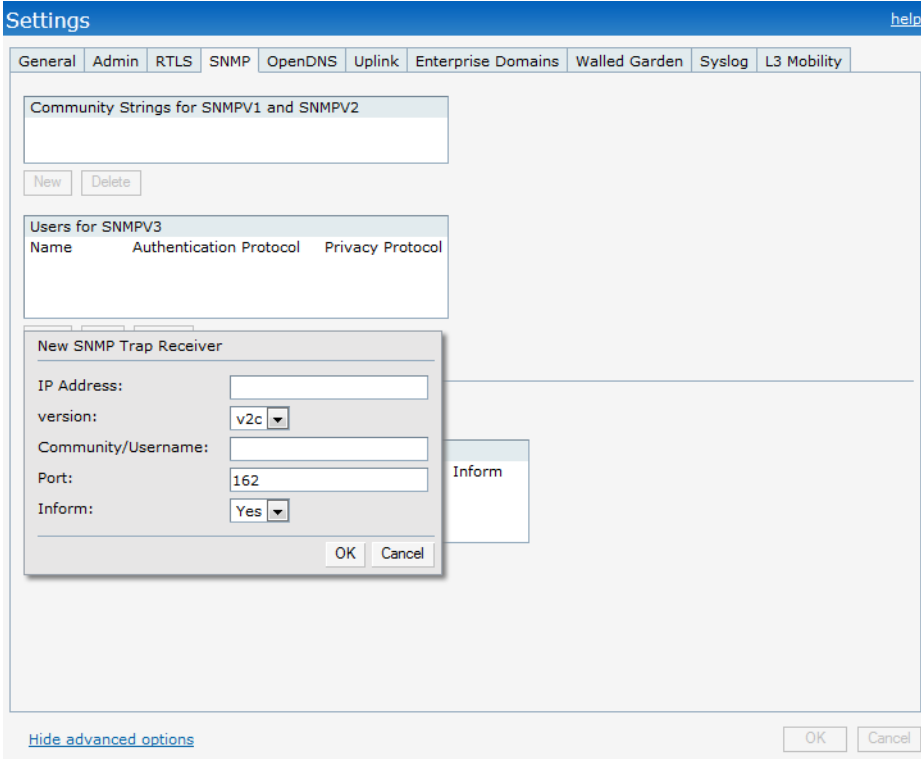 Settings help
General Admin RTLS SNMP OpenDNS Uplink Enterprise Domains Walled Garden Syslog L3 Mobility
Community Strings for SNMPV1 and SNMPV2
New Delete
Users for SNMPV3
Name Authentication Protocol Privacy Protocol
New SNMP Trap Receiver
IP Address:
version: v2c
Community/Username:
Port: 162
Inform: Yes
OK Cancel
Inform
Hide advanced options
OK Cancel